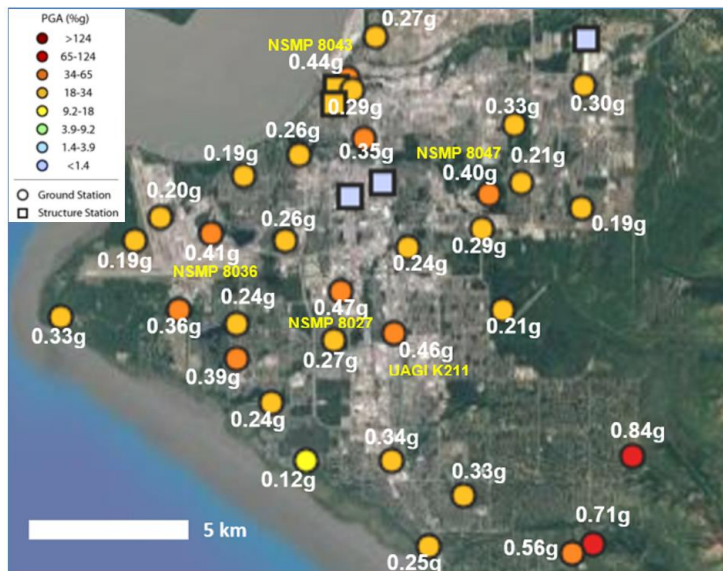 PGA (%g)
>124
65-124
34-65
18-34
9.2-18
3.9-9.2
1.4-3.9
<1.4
Ground Station
Structure Station
0.27g
NSMP 8043
0.44g
0.29g
0.30g
0.33g
0.35g
0.26g
NSMP 8047
0.19g
0.21g
0.40g
0.20g
0.19g
0.19g
0.41g
0.26g
0.29g
0.24g
NSMP 8036
0.33g
0.36g
0.24g
0.47g
NSMP 8027
0.21g
0.27g
0.46g
UAGI K211
0.39g
0.24g
0.84g
0.34g
0.12g
0.33g
0.71g
5 km
0.25g
0.56g